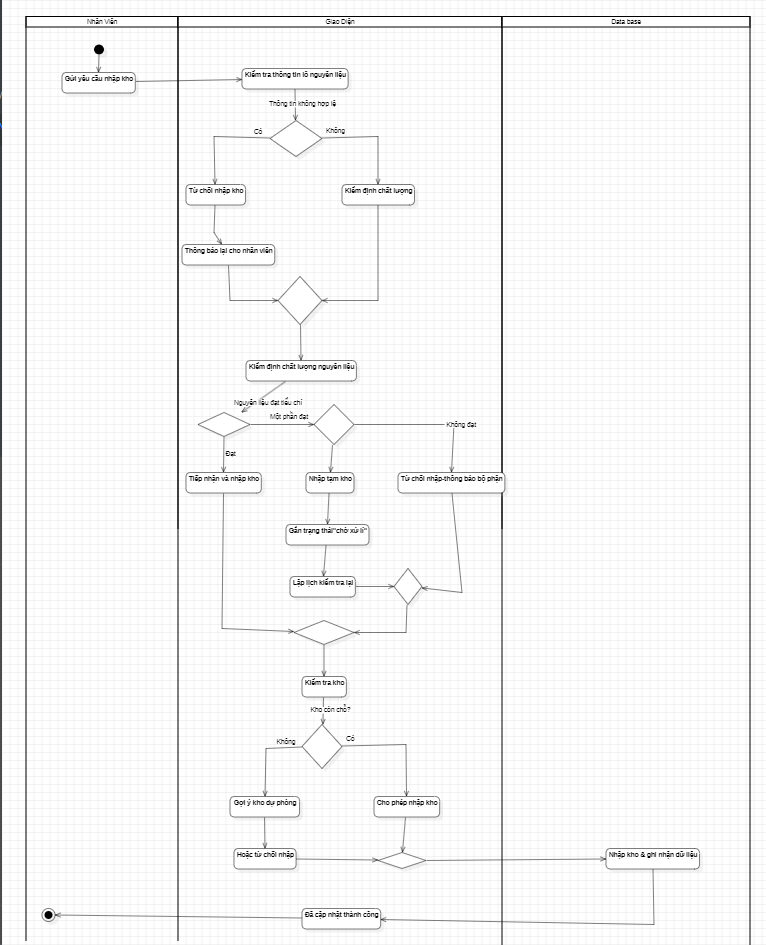 Nhân Viên
Giao Diện
Data base
Gửi yêu cầu nhập kho
Kiểm tra thông tin lô nguyên liệu
Thông tin không hợp lệ
Có
Không
Từ chối nhập kho
Kiểm định chất lượng
Thông báo lại cho nhân viên
Kiểm định chất lượng nguyên liệu
Nguyên liệu đạt tiêu chí
Một phần đạt
Không đạt
Đạt
Tiếp nhận và nhập kho
Nhập tạm kho
Từ chối nhập-thông báo bộ phận
Gắn trạng thái"chờ xử lí"
Lập lịch kiểm tra lại
Kiểm tra kho
Kho còn chỗ?
Không
Có
Gợi ý kho dự phòng
Cho phép nhập kho
Hoặc từ chối nhập
Nhập kho & ghi nhận dữ liệu
Đã cập nhật thành công